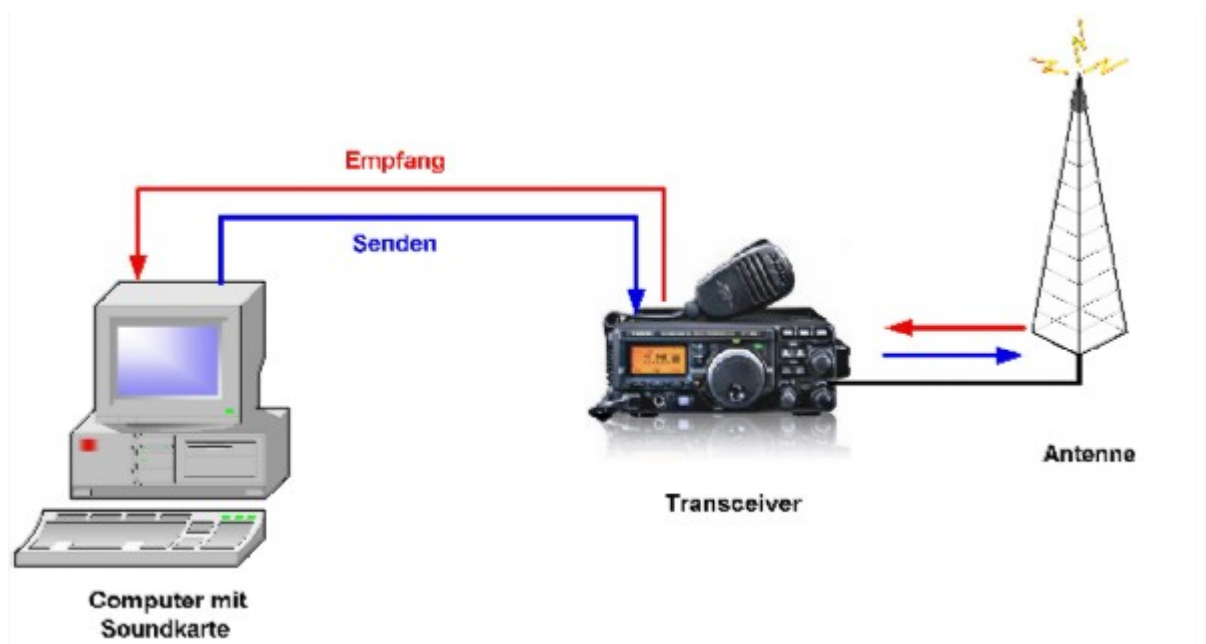 Empfang
Senden
Antenne
Transceiver
Computer mit
Soundkarte